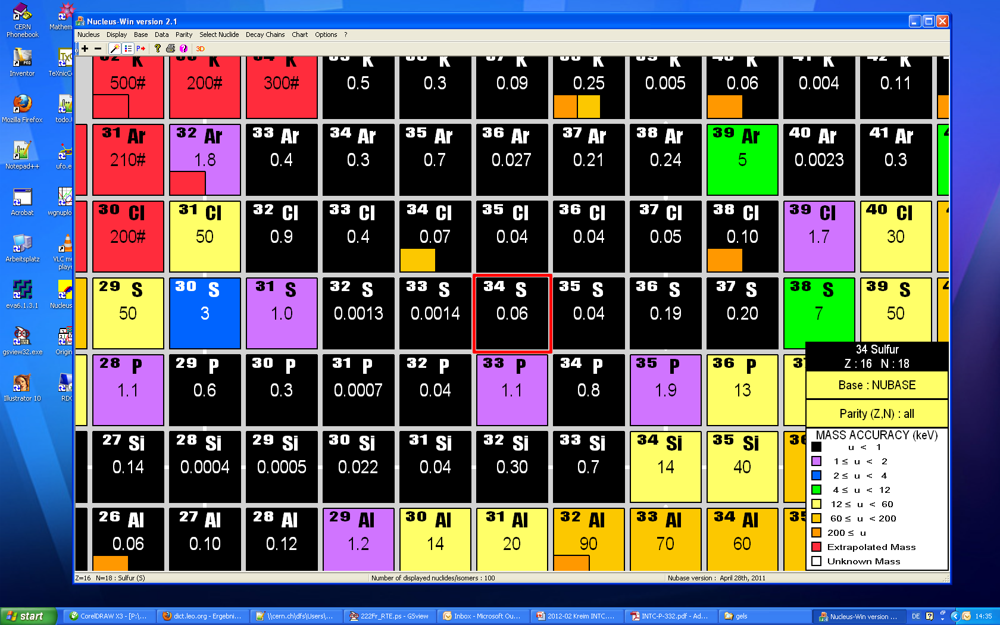 CERN
Phonebook
Mathem
Inventor
TeXnicCe
Mozilla Firefox
todo.
Notepad++
ufo.e
Acrobat
wgnuplo
Arbeitsplatz
VLC me
playe
eva6.1.3.1
Nucleus
gsview32.exe
Origin
Illustrator 10
RDC
Nucleus-Win version 2.1
Nucleus Display Base Data Parity Select Nuclide Decay Chains Chart Options ?
+ − P ? ? 3D
K K K K K K K K K K K
500# 200# 300# 0.5 0.3 0.09 0.25 0.005 0.06 0.004 0.11
31 Ar 32 Ar 33 Ar 34 Ar 35 Ar 36 Ar 37 Ar 38 Ar 39 Ar 40 Ar 41 Ar
210# 1.8 0.4 0.3 0.7 0.027 0.21 0.24 5 0.0023 0.3
30 Cl 31 Cl 32 Cl 33 Cl 34 Cl 35 Cl 36 Cl 37 Cl 38 Cl 39 Cl 40 Cl
200# 50 0.9 0.4 0.07 0.04 0.04 0.05 0.10 1.7 30
29 S 30 S 31 S 32 S 33 S 34 S 35 S 36 S 37 S 38 S 39 S
50 3 1.0 0.0013 0.0014 0.06 0.04 0.19 0.20 7 50
28 P 29 P 30 P 31 P 32 P 33 P 34 P 35 P 36 P 37
1.1 0.6 0.3 0.0007 0.04 1.1 0.8 1.9 13
27 Si 28 Si 29 Si 30 Si 31 Si 32 Si 33 Si 34 Si 35 Si 36
0.14 0.0004 0.0005 0.022 0.04 0.30 0.7 14 40
26 Al 27 Al 28 Al 29 Al 30 Al 31 Al 32 Al 33 Al 34 Al 35
0.06 0.10 0.12 1.2 14 20 90 70 60
34 Sulfur
Z : 16 N : 18
Base : NUBASE
Parity (Z,N) : all
MASS ACCURACY (keV)
u < 1
1 ≤ u < 2
2 ≤ u < 4
4 ≤ u < 12
12 ≤ u < 60
60 ≤ u < 200
200 ≤ u
Extrapolated Mass
Unknown Mass
Z=16 N=18 : Sulfur (S) Number of displayed nuclides/isomers : 100 Nubase version : April 28th, 2011
start CorelDRAW X3 - [P:\... dict.leo.org - Ergebni... \\cern.ch\dfs\Users\... 222Fr_RTE.ps - GSview Inbox - Microsoft Ou... 2012-02 Kreim INTC.... INTC-P-332.pdf - Ad... gels Nucleus-Win version ... DE ? 14:35